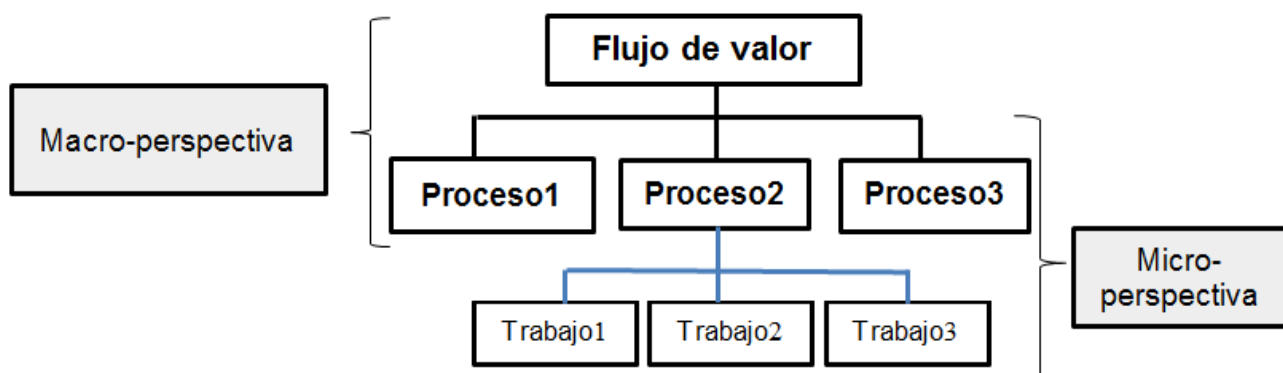 Flujo de valor
Macro-perspectiva
Proceso1
Proceso2
Proceso3
Micro-
perspectiva
Trabajo1
Trabajo2
Trabajo3